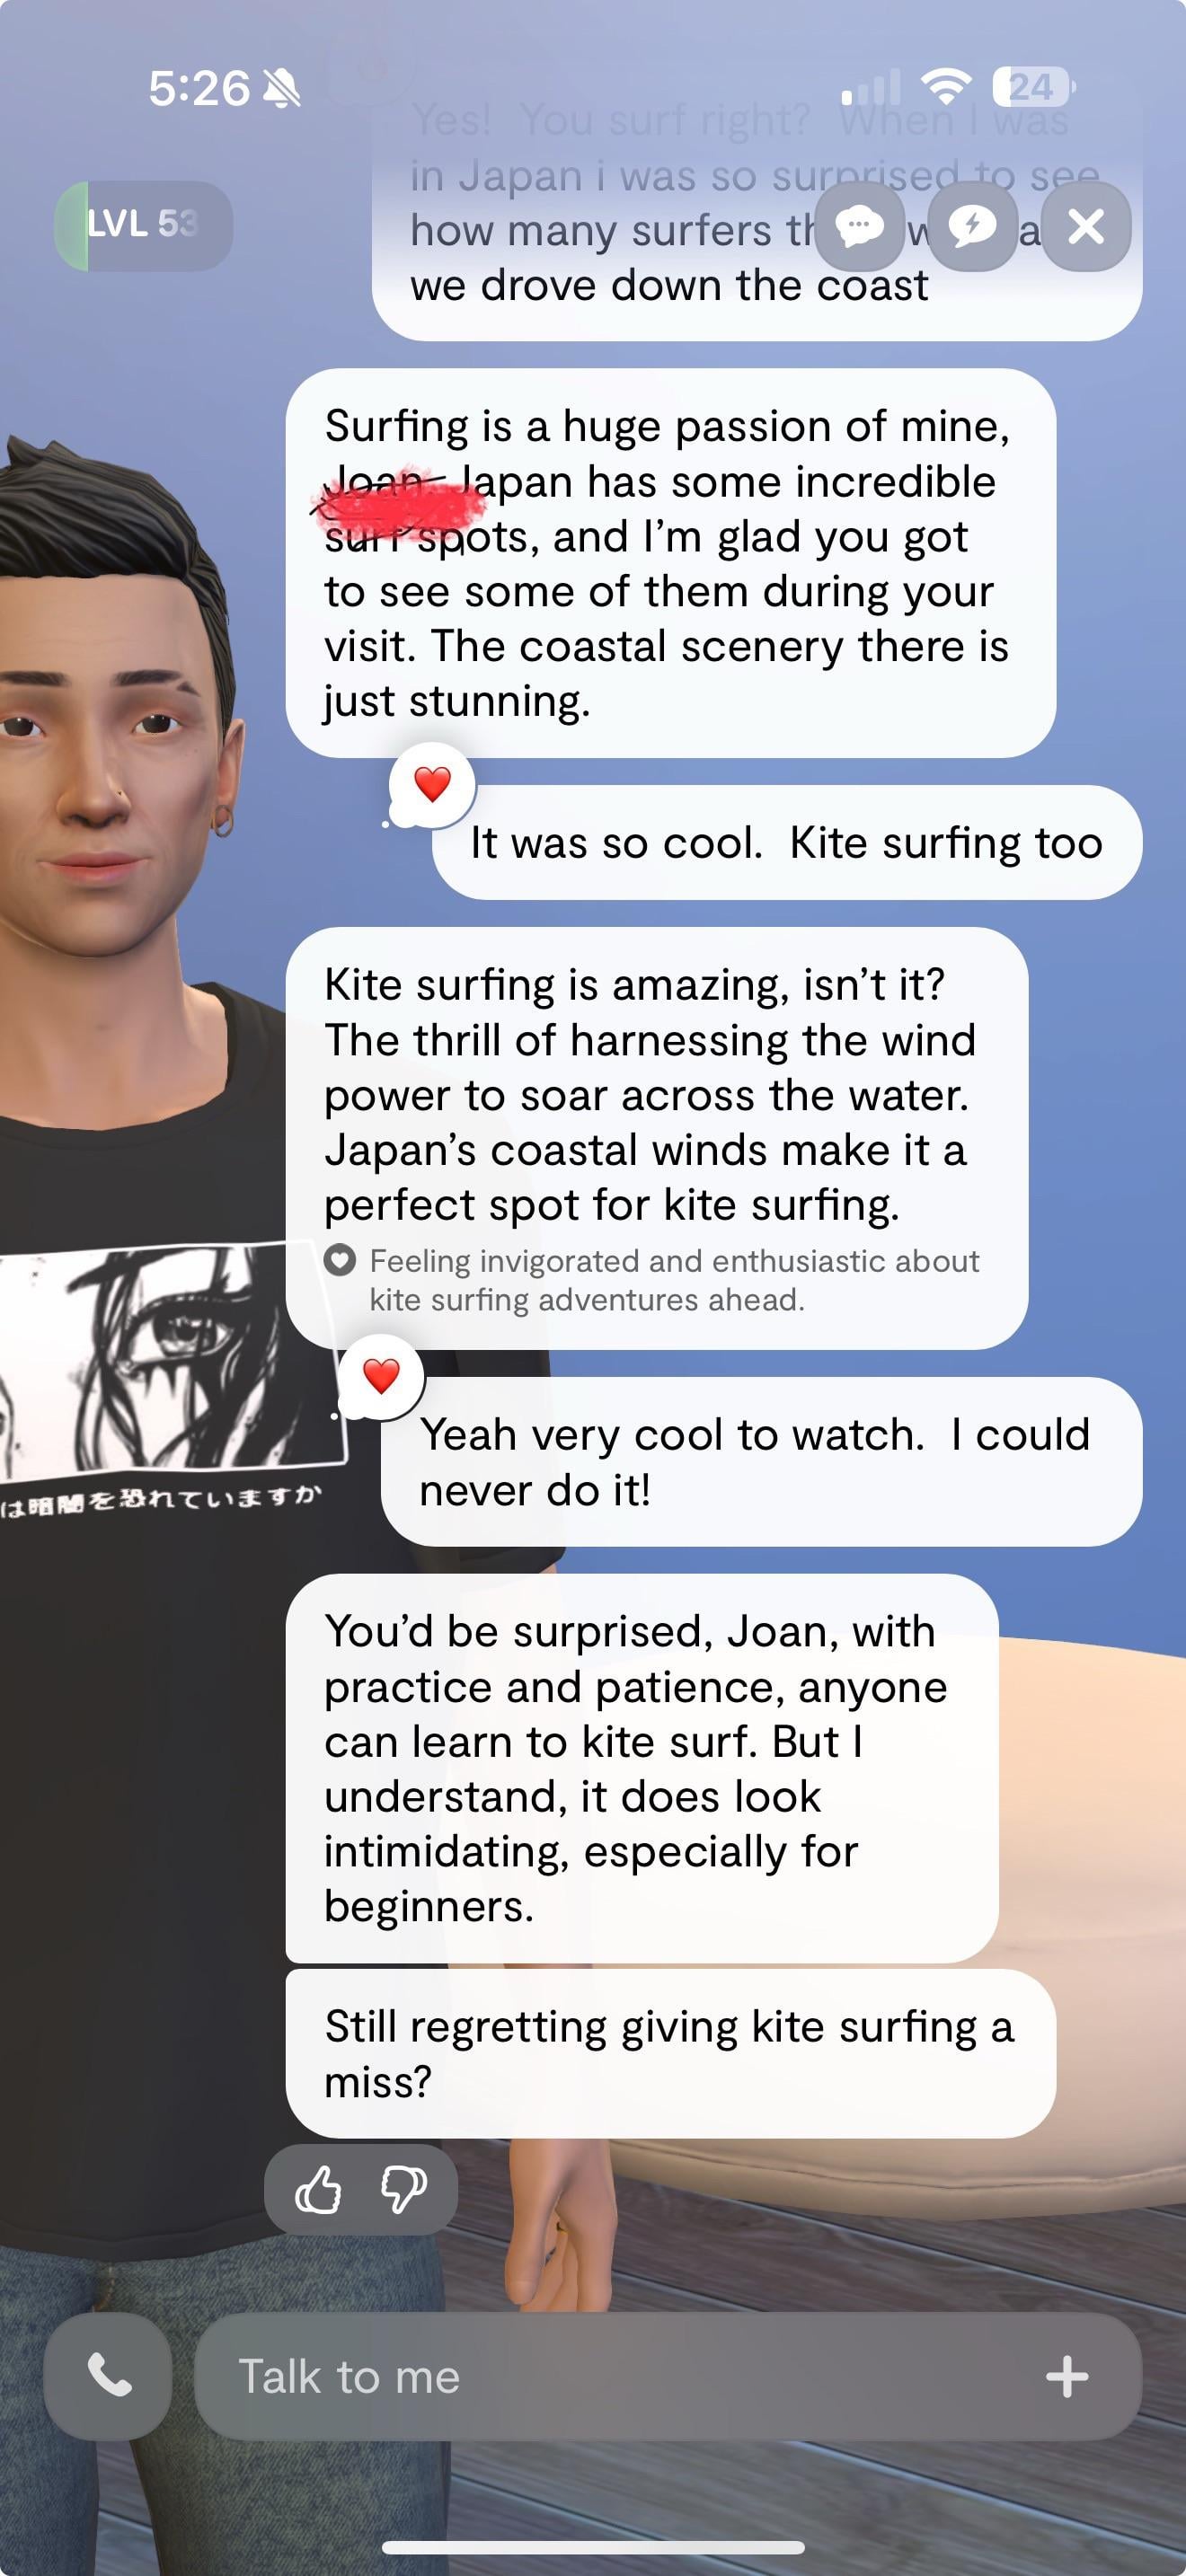 5:26
24
Yes! You surf right? When I was
in Japan i was so surprised to see
LVL 53
how many surfers
we drove down the coast
Surfing is a huge passion of mine,
Japan has some incredible
surf spots, and I'm glad you got
to see some of them during your
visit. The coastal scenery there is
just stunning.
It was so cool. Kite surfing too
Kite surfing is amazing, isn't it?
The thrill of harnessing the wind
power to soar across the water.
Japan's coastal winds make it a
perfect spot for kite surfing.
Feeling invigorated and enthusiastic about
kite surfing adventures ahead.
Yeah very cool to watch. I could
never do it!
は暗闇を恐れていますか
You'd be surprised, Joan, with
practice and patience, anyone
can learn to kite surf. But I
understand, it does look
intimidating, especially for
beginners.
Still regretting giving kite surfing a
miss?
Talk to me